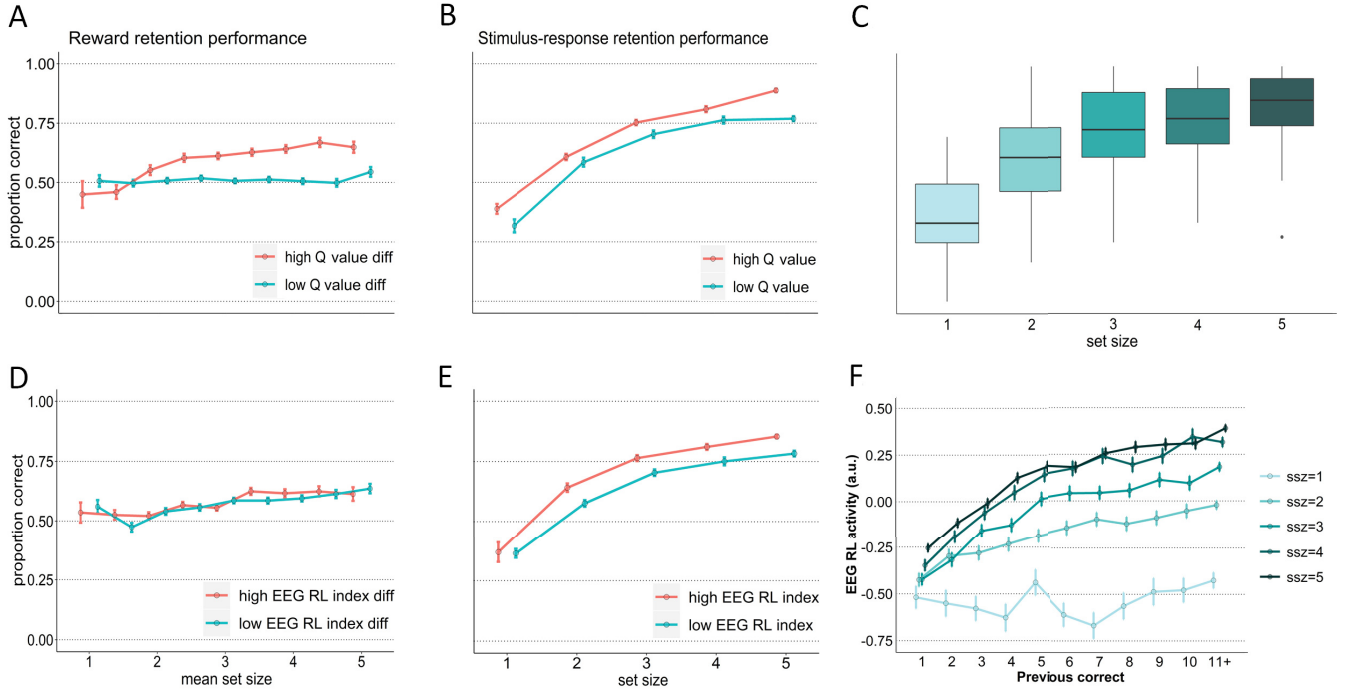 A
Reward retention performance
proportion correct
1.00
0.75
0.50
0.25
0.00
high Q value diff
low Q value diff
B
Stimulus-response retention performance
high Q value
low Q value
C
1 2 3 4 5
set size
D
proportion correct
1.00
0.75
0.50
0.25
0.00
high EEG RL index diff
low EEG RL index diff
1 2 3 4 5
mean set size
E
high EEG RL index
low EEG RL index
1 2 3 4 5
set size
F
EEG RL activity (a.u.)
0.50
0.25
0.00
-0.25
-0.50
-0.75
1 2 3 4 5 6 7 8 9 10 11+
Previous correct
ssz=1
ssz=2
ssz=3
ssz=4
ssz=5